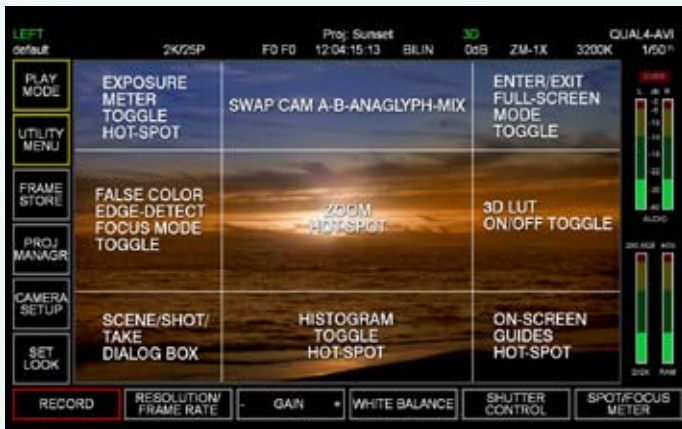 LEFT Proj: Sunset 3D QUAL4-AVI
default 2K/25P F0 F0 12:04:15:13 BILIN 0dB ZM-1X 3200K 1/50
PLAY
MODE
UTILITY
MENU
FRAME
STORE
PROJ
MANAGR
CAMERA
SETUP
SET
LOOK
EXPOSURE
METER
TOGGLE
HOT-SPOT
SWAP CAM A-B-ANAGLYPH-MIX
ENTER/EXIT
FULL-SCREEN
MODE
TOGGLE
FALSE COLOR
EDGE-DETECT
FOCUS MODE
TOGGLE
ZOOM
HOT-SPOT
3D LUT
ON/OFF TOGGLE
SCENE/SHOT/
TAKE
DIALOG BOX
HISTOGRAM
TOGGLE
HOT-SPOT
ON-SCREEN
GUIDES
HOT-SPOT
L dB R
AUDIO
DISK RAM
RECORD
RESOLUTION/
FRAME RATE
- GAIN +
WHITE BALANCE
SHUTTER
CONTROL
SPOT/FOCUS
METER